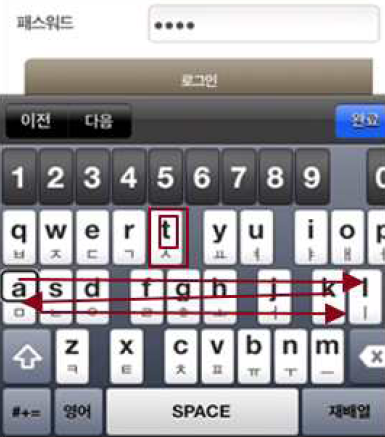 패스워드 ••••
로그인
이전 다음 완료
1 2 3 4 5 6 7 8 9 0
q w e r t y u i o p
ㅂ ㅈ ㄷ ㄱ ㅅ ㅛ ㅕ ㅑ ㅐ ㅔ
a s d f g h j k l
ㅁ ㄴ ㅇ ㄹ ㅎ ㅗ ㅓ ㅣ
z x c v b n m
ㅋ ㅌ ㅊ ㅍ ㅠ ㅜ ㅡ
#+= 영어 SPACE 재배열